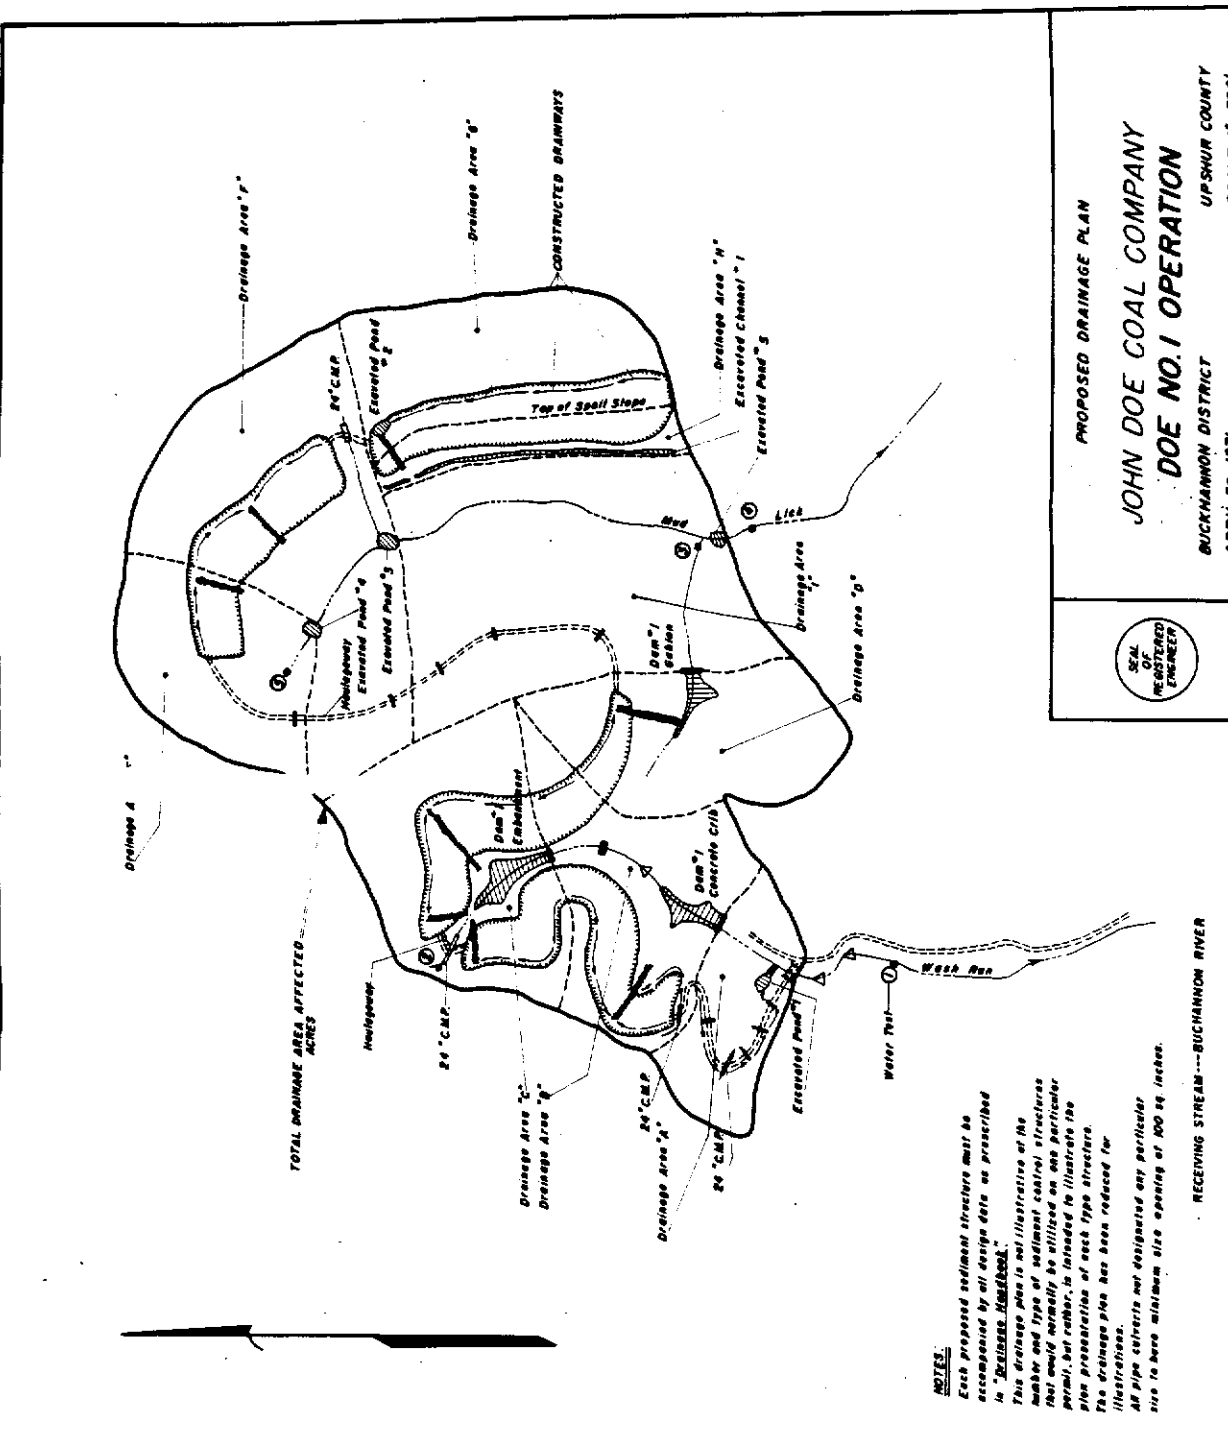 Drainage Area "F"
Drainage Area "G"
CONSTRUCTED DRAINWAYS
24" C.M.P.
Excavated Pond
# 2
Top of Spoil Slope
Drainage Area "H"
Excavated Channel # 1
Excavated Pond # 5
Mud
Lick
3
4
5
Haulageway
Excavated Pond #4
Excavated Pond #3
Dam #1
Gabion
Drainage Area
"I"
Drainage Area "D"
Drainage A
TOTAL DRAINAGE AREA AFFECTED
ACRES
Dam #1
Embankment
Dam #1
Concrete Crib
Haulageway
2
24" C.M.P.
Drainage Area "C"
Drainage Area "B"
24" C.M.P.
Drainage Area "A"
24" C.M.P.
Excavated Pond #1
Water Test
1
Wash Run
RECEIVING STREAM---BUCHANNON RIVER
NOTES:
Each proposed sediment structure must be
accompanied by all design data as prescribed
in "Drainage Handbook."
This drainage plan is not illustrative of the
number and type of sediment control structures
that would normally be utilized on one particular
permit, but rather, is intended to illustrate the
plan presentation of each type structure.
The drainage plan has been reduced for
illustrations.
All pipe culverts not designated any particular
size to have minimum size opening of 100 sq. inches.
PROPOSED DRAINAGE PLAN
JOHN DOE COAL COMPANY
DOE NO. 1 OPERATION
BUCKHANNON DISTRICT UPSHUR COUNTY
SEAL
OF
REGISTERED
ENGINEER